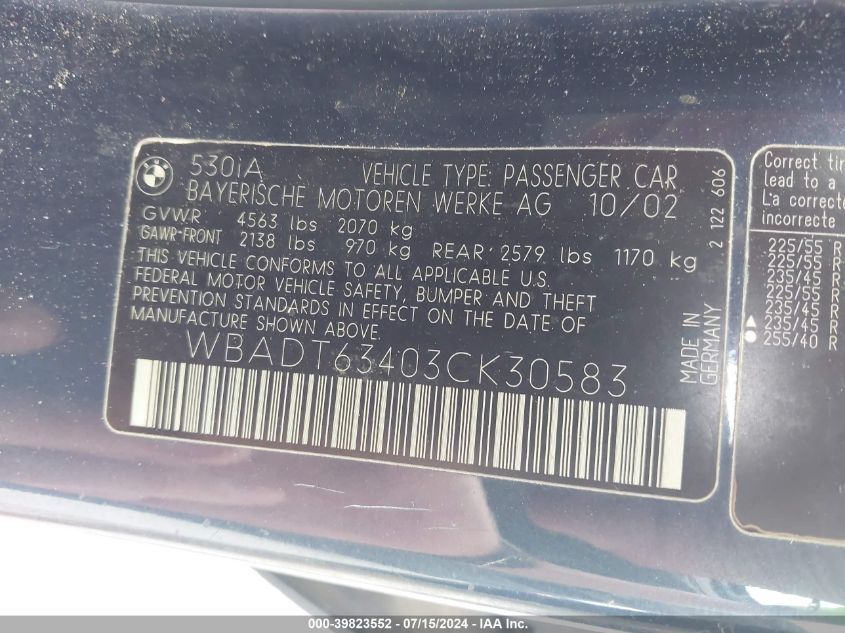 530iA VEHICLE TYPE: PASSENGER CAR
BAYERISCHE MOTOREN WERKE AG 10/02
GVWR 4563 lbs 2070 kg
GAWR-FRONT 2138 lbs 970 kg REAR: 2579 lbs 1170 kg
THIS VEHICLE CONFORMS TO ALL APPLICABLE U.S.
FEDERAL MOTOR VEHICLE SAFETY, BUMPER AND THEFT
PREVENTION STANDARDS IN EFFECT ON THE DATE OF
MANUFACTURE SHOWN ABOVE.
WBADT63403CK30583
MADE IN
GERMANY
2 122 606
Correct tir
lead to a
La correcte
incorrecte
225/55 R
225/55 R
235/45 R
225/55 R
235/45 R
235/45 R
255/40 R
000-39823552 - 07/15/2024 - IAA Inc.